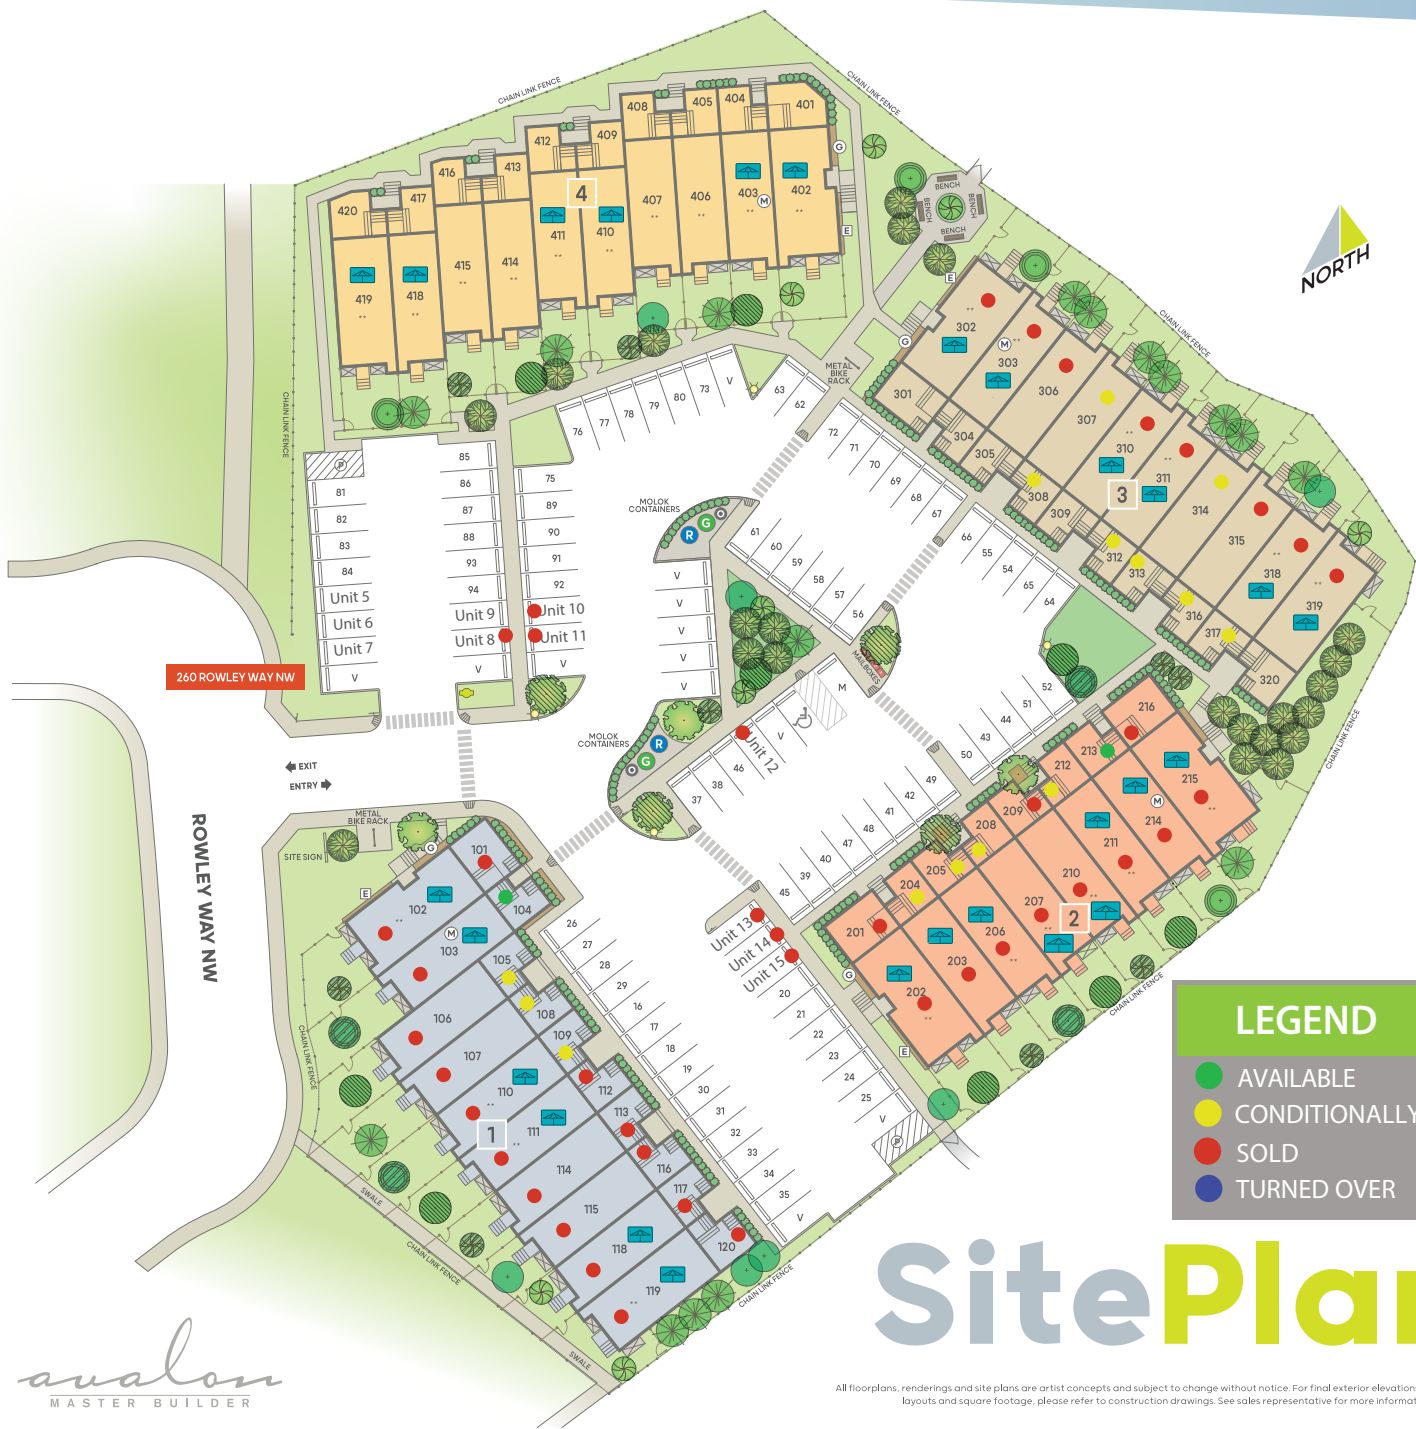 CHAIN LINK FENCE
CHAIN LINK FENCE
408
405
404
401
412
409
416
413
4
420
417
407
406
403
M
402
G
E
411
410
415
414
419
418
BENCH
BENCH
BENCH
BENCH
NORTH
E
G
302
M
303
306
307
310
311
3
314
315
318
319
301
304
305
308
309
312
313
316
317
320
CHAIN LINK FENCE
CHAIN LINK FENCE
CHAIN LINK FENCE
METAL
BIKE
RACK
76
77
78
79
80
73
V
63
62
72
71
70
69
68
67
P
81
82
83
84
Unit 5
Unit 6
Unit 7
V
85
86
87
88
93
94
Unit 9
Unit 8
V
75
89
90
91
92
Unit 10
Unit 11
V
MOLOK
CONTAINERS
R
G
O
V
V
V
V
V
61
60
59
58
57
56
66
55
54
65
64
MAILBOXES
52
51
44
43
50
49
42
41
48
47
40
39
45
M
V
Unit 12
46
38
37
MOLOK
CONTAINERS
R
G
O
260 ROWLEY WAY NW
EXIT
ENTRY
ROWLEY WAY NW
METAL
BIKE RACK
SITE SIGN
G
E
101
102
M
103
104
105
106
107
108
109
110
111
1
112
113
114
115
116
117
118
119
120
CHAIN LINK FENCE
SWALE
CHAIN LINK FENCE
SWALE
CHAIN LINK FENCE
26
27
28
29
16
17
18
19
30
31
32
33
34
35
V
Unit 13
Unit 14
Unit 15
20
21
22
23
24
25
V
P
216
213
212
209
208
205
204
201
215
M
214
211
210
207
2
206
203
202
G
E
CHAIN LINK FENCE
LEGEND
AVAILABLE
CONDITIONALLY
SOLD
TURNED OVER
SitePlan
avalon
MASTER BUILDER
All floorplans, renderings and site plans are artist concepts and subject to change without notice. For final exterior elevation
layouts and square footage, please refer to construction drawings. See sales representative for more informat